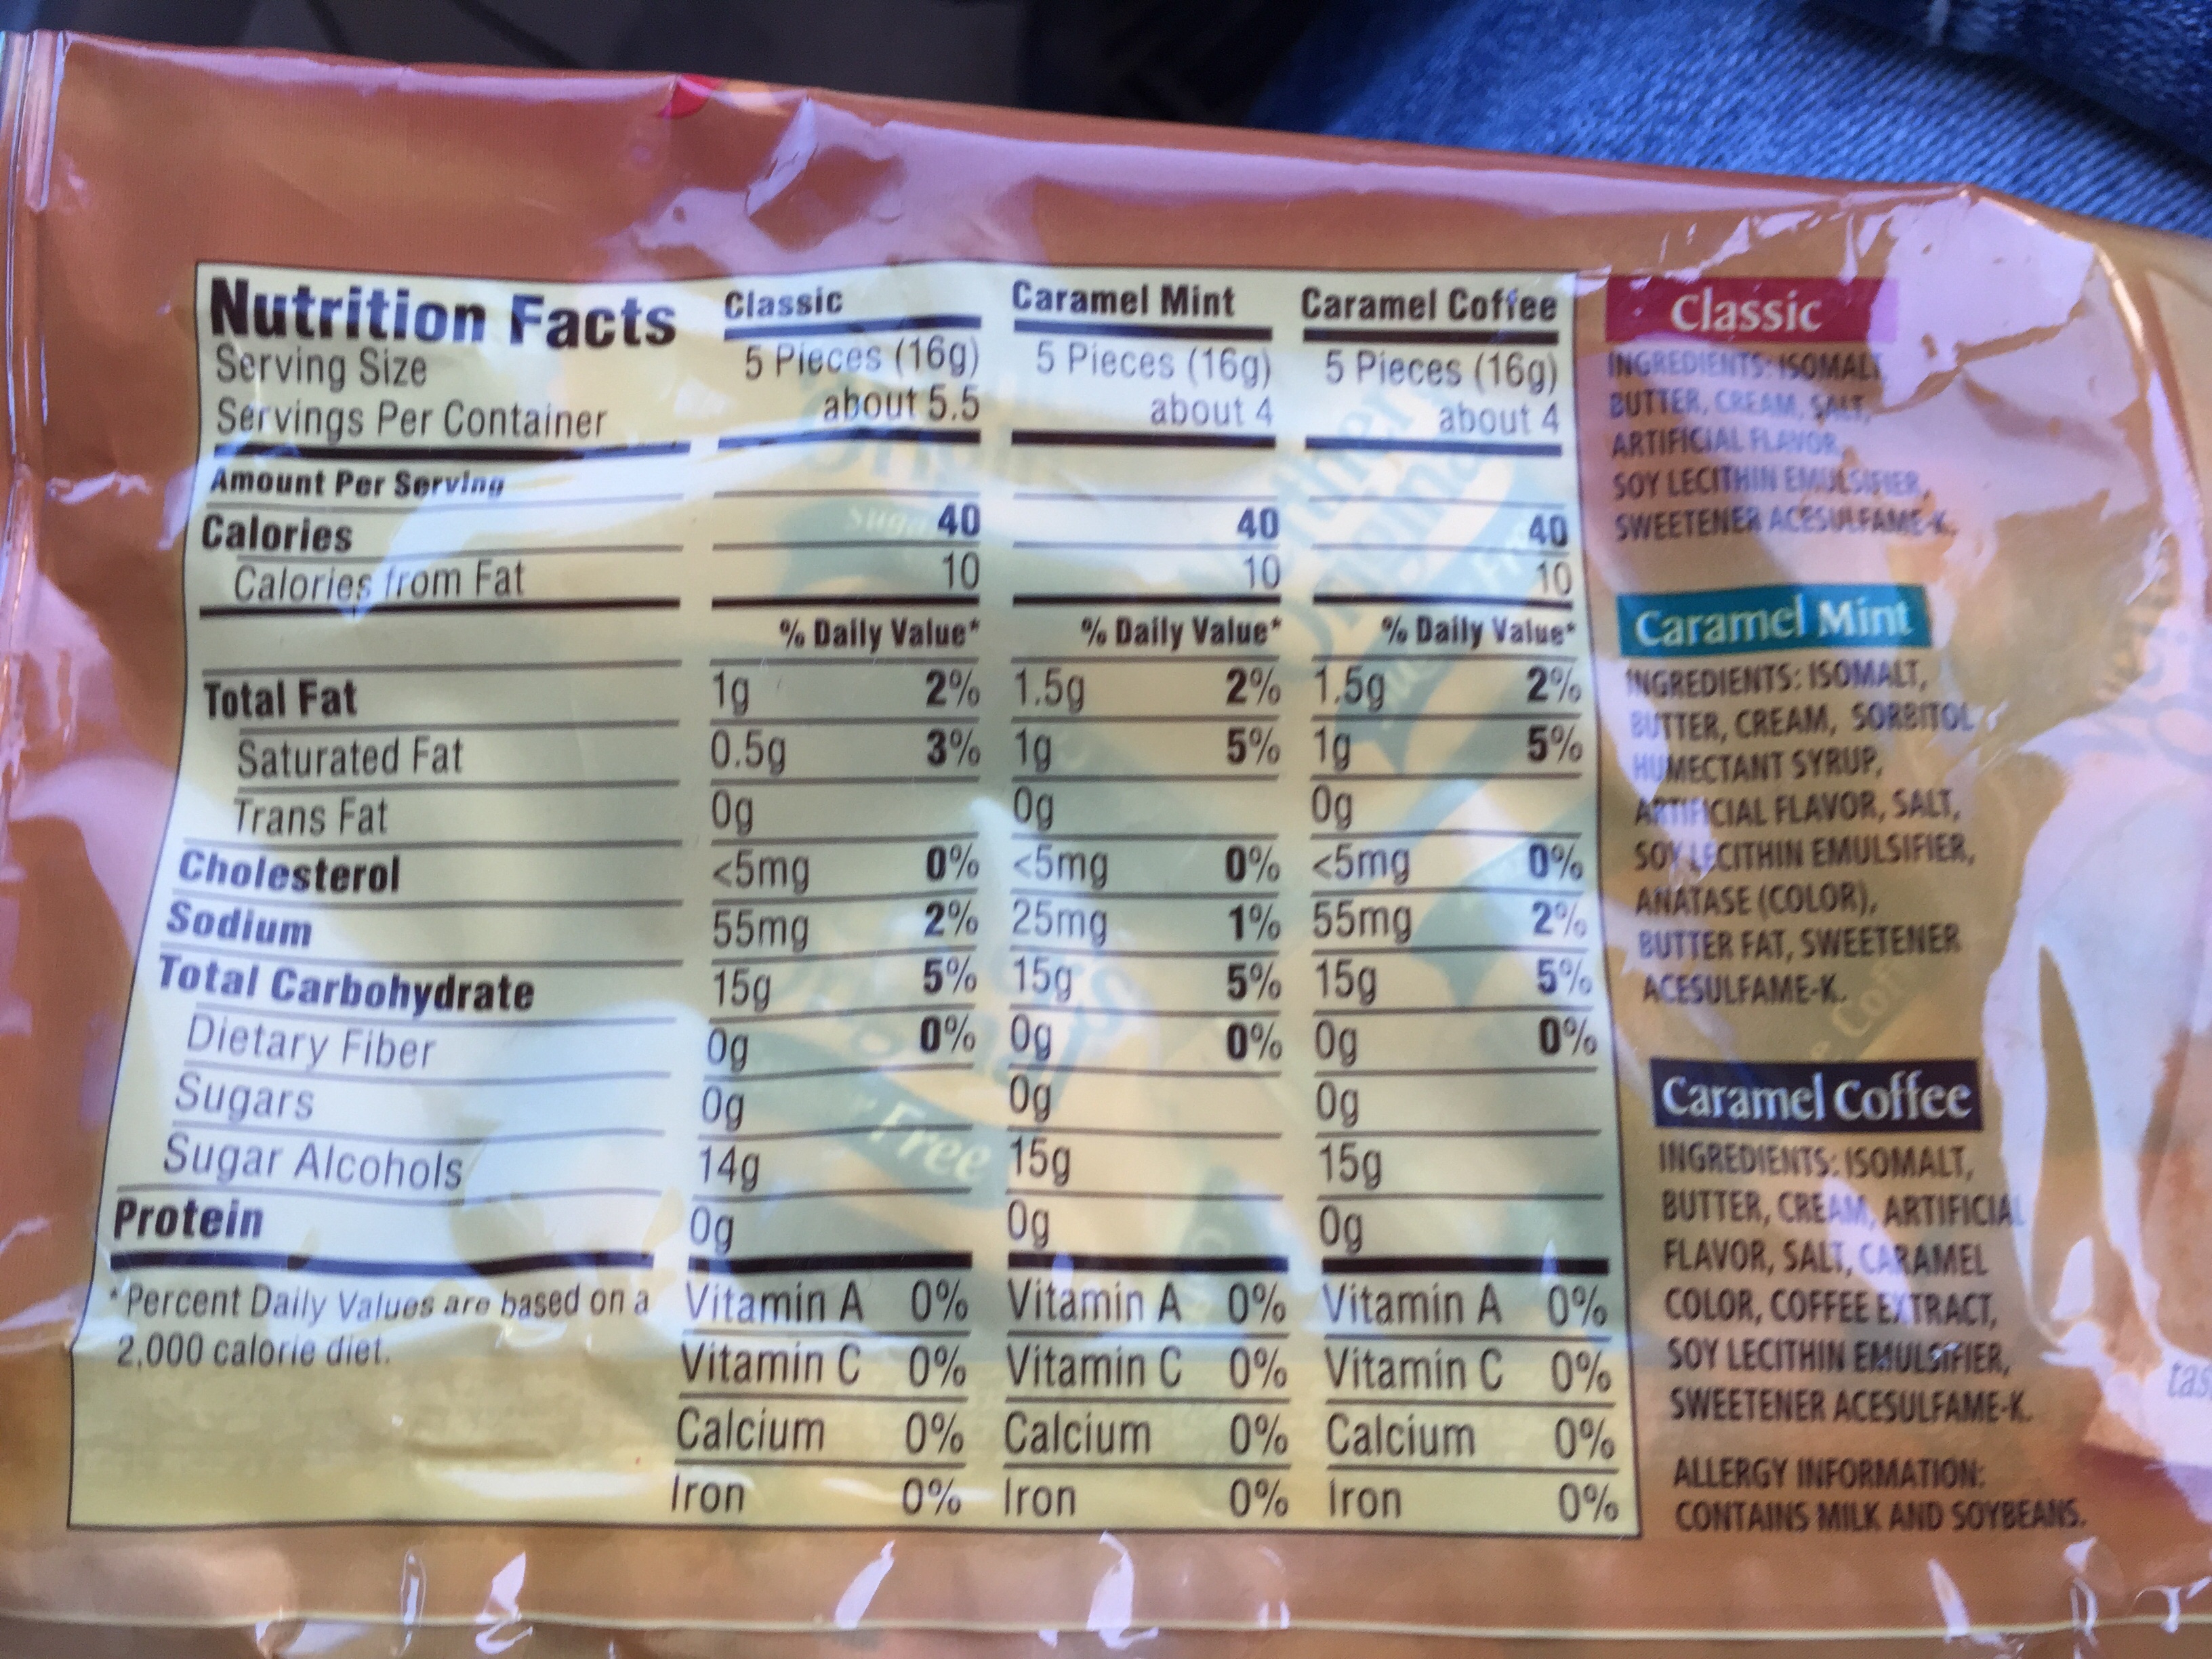 Nutrition Facts Classic Caramel Mint Caramel Coffee
Serving Size 5 Pieces (16g) 5 Pieces (16g) 5 Pieces (16g)
Servings Per Container about 5.5 about 4 about 4
Amount Per Serving
Calories 40 40 40
Calories from Fat 10 10 10
% Daily Value* % Daily Value* % Daily Value*
Total Fat 1g 2% 1.5g 2% 1.5g 2%
Saturated Fat 0.5g 3% 1g 5% 1g 5%
Trans Fat 0g 0g 0g
Cholesterol <5mg 0% <5mg 0% <5mg 0%
Sodium 55mg 2% 25mg 1% 55mg 2%
Total Carbohydrate 15g 5% 15g 5% 15g 5%
Dietary Fiber 0g 0% 0g 0% 0g 0%
Sugars 0g 0g 0g
Sugar Alcohols 14g 15g 15g
Protein 0g 0g 0g
*Percent Daily Values are based on a
2,000 calorie diet.
Vitamin A 0% Vitamin A 0% Vitamin A 0%
Vitamin C 0% Vitamin C 0% Vitamin C 0%
Calcium 0% Calcium 0% Calcium 0%
Iron 0% Iron 0% Iron 0%
Classic
INGREDIENTS: ISOMALT,
BUTTER, CREAM, SALT,
ARTIFICIAL FLAVOR,
SOY LECITHIN EMULSIFIER,
SWEETENER ACESULFAME-K.
Caramel Mint
INGREDIENTS: ISOMALT,
BUTTER, CREAM, SORBITOL
HUMECTANT SYRUP,
ARTIFICIAL FLAVOR, SALT,
SOY LECITHIN EMULSIFIER,
ANATASE (COLOR),
BUTTER FAT, SWEETENER
ACESULFAME-K.
Caramel Coffee
INGREDIENTS: ISOMALT,
BUTTER, CREAM, ARTIFICIAL
FLAVOR, SALT, CARAMEL
COLOR, COFFEE EXTRACT,
SOY LECITHIN EMULSIFIER,
SWEETENER ACESULFAME-K.
ALLERGY INFORMATION:
CONTAINS MILK AND SOYBEANS.
Free